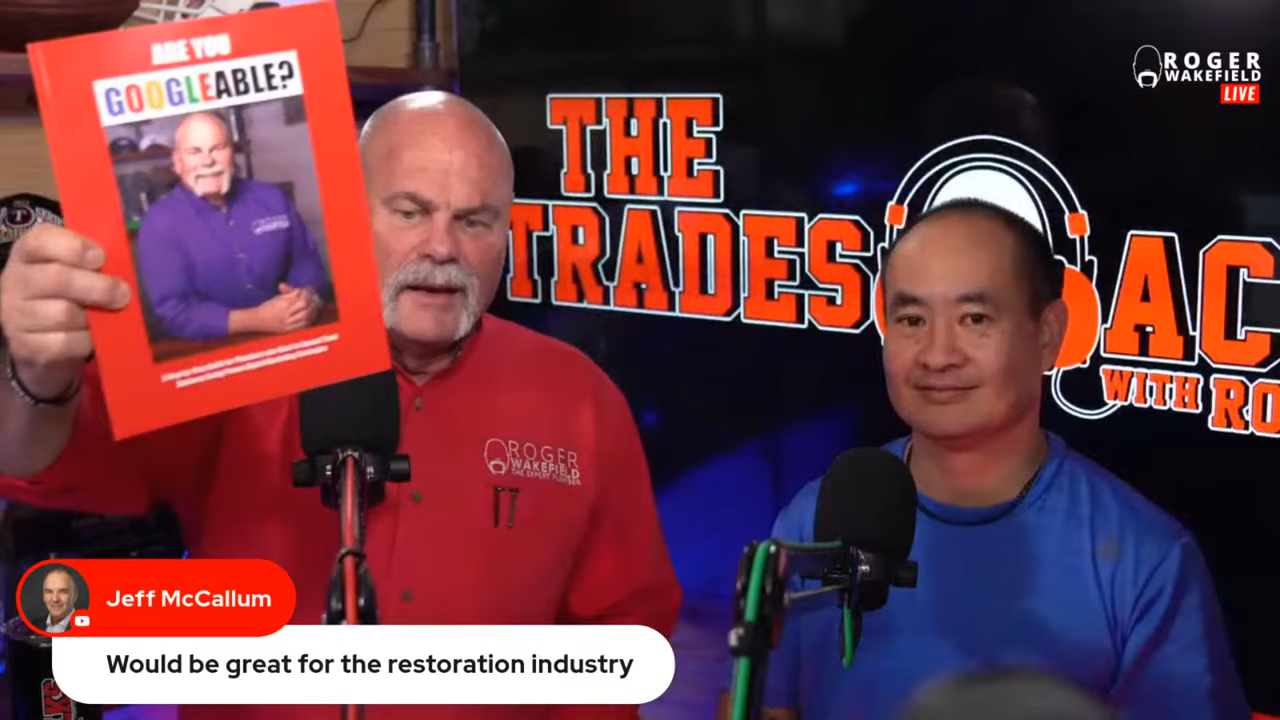 ARE YOU
GOOGLEABLE?
ROGER
WAKEFIELD
LIVE
THE
TRADES
AC
WITH RO
ROGER
WAKEFIELD
THE EXPERT PLUMBER
Jeff McCallum
Would be great for the restoration industry